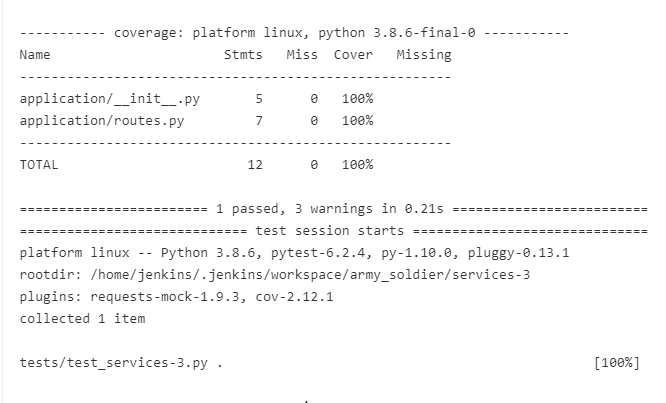 ----------- coverage: platform linux, python 3.8.6-final-0 -----------
Name                      Stmts   Miss  Cover   Missing
-------------------------------------------------------
application/__init__.py       5      0   100%
application/routes.py         7      0   100%
-------------------------------------------------------
TOTAL                        12      0   100%
======================== 1 passed, 3 warnings in 0.21s =========================
============================= test session starts ==============================
platform linux -- Python 3.8.6, pytest-6.2.4, py-1.10.0, pluggy-0.13.1
rootdir: /home/jenkins/.jenkins/workspace/army_soldier/services-3
plugins: requests-mock-1.9.3, cov-2.12.1
collected 1 item
tests/test_services-3.py .                                               [100%]